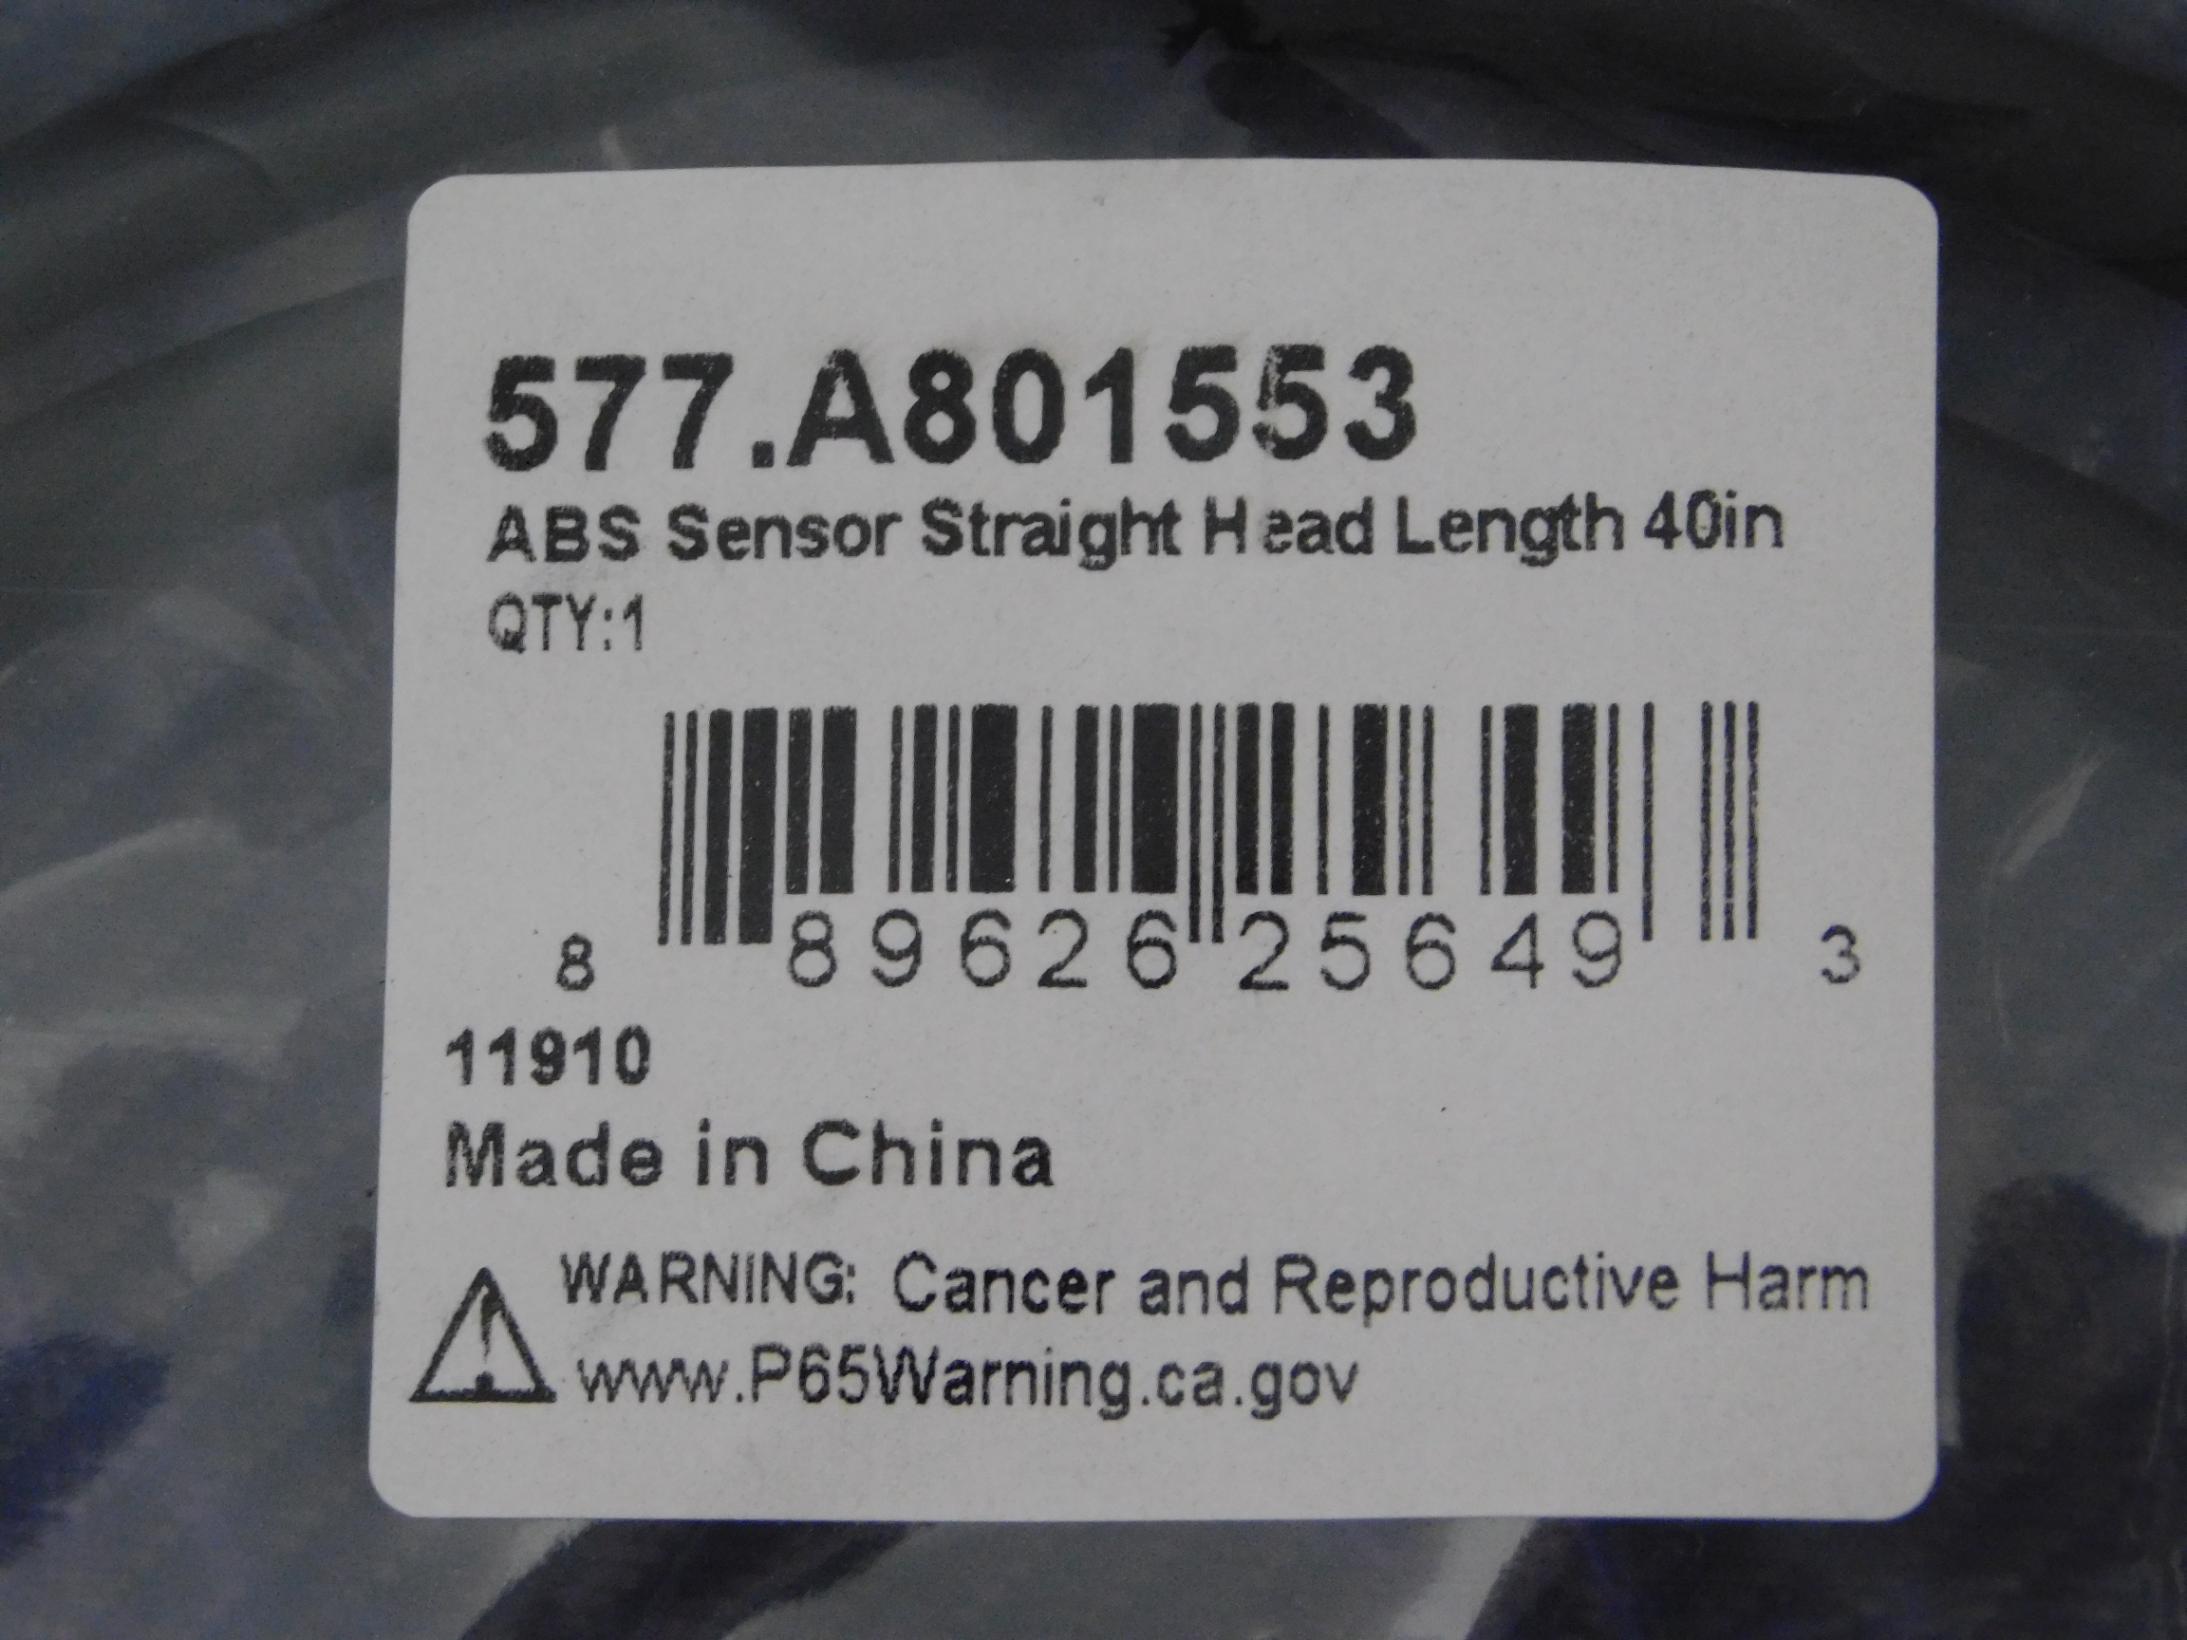 577.A801553
ABS Sensor Straight Head Length 40in
QTY:1
8 89626 25649 3
11910
Made in China
WARNING: Cancer and Reproductive Harm
www.P65Warning.ca.gov